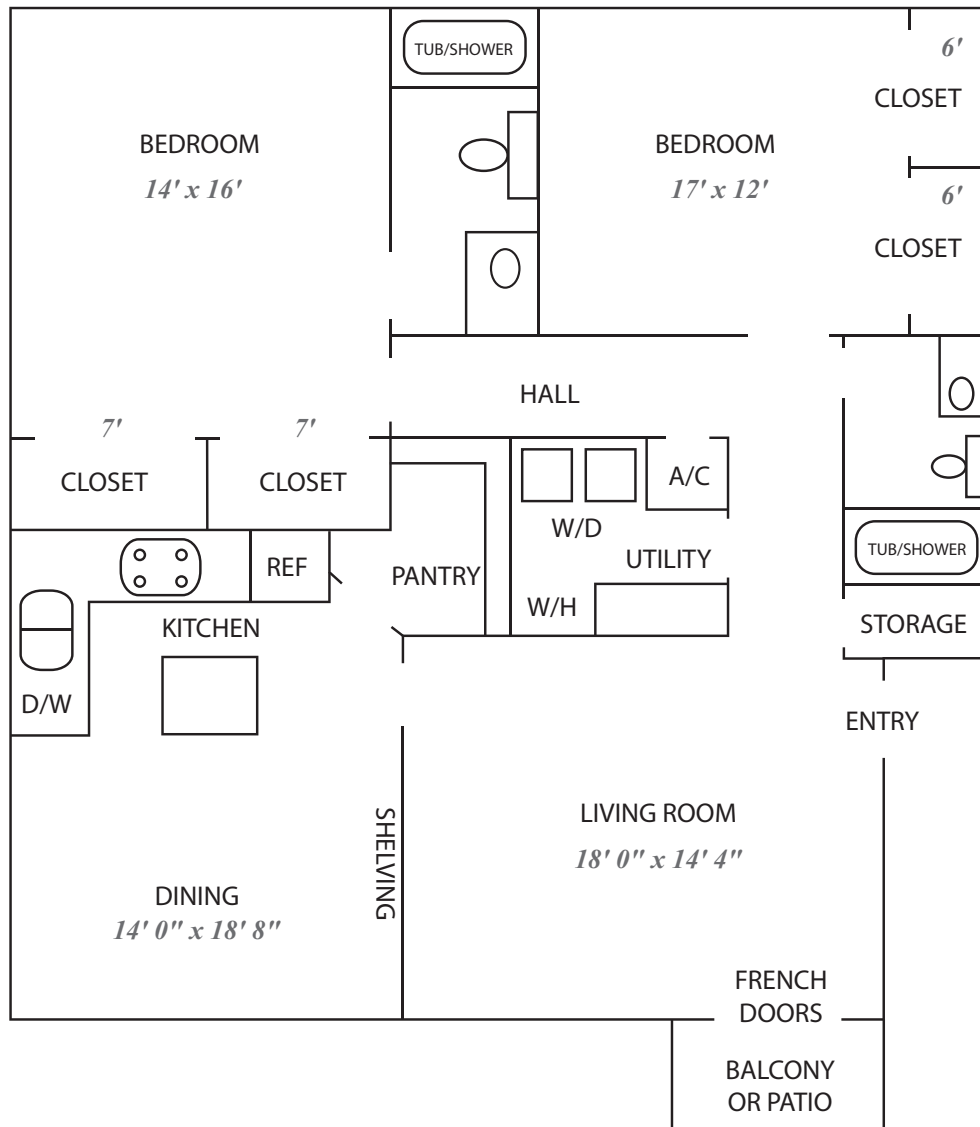 TUB/SHOWER
6'
CLOSET
BEDROOM
14' x 16'
BEDROOM
17' x 12'
6'
CLOSET
HALL
7'
7'
CLOSET
CLOSET
A/C
W/D
TUB/SHOWER
REF
PANTRY
UTILITY
W/H
KITCHEN
STORAGE
D/W
ENTRY
SHELVING
LIVING ROOM
18' 0" x 14' 4"
DINING
14' 0" x 18' 8"
FRENCH
DOORS
BALCONY
OR PATIO